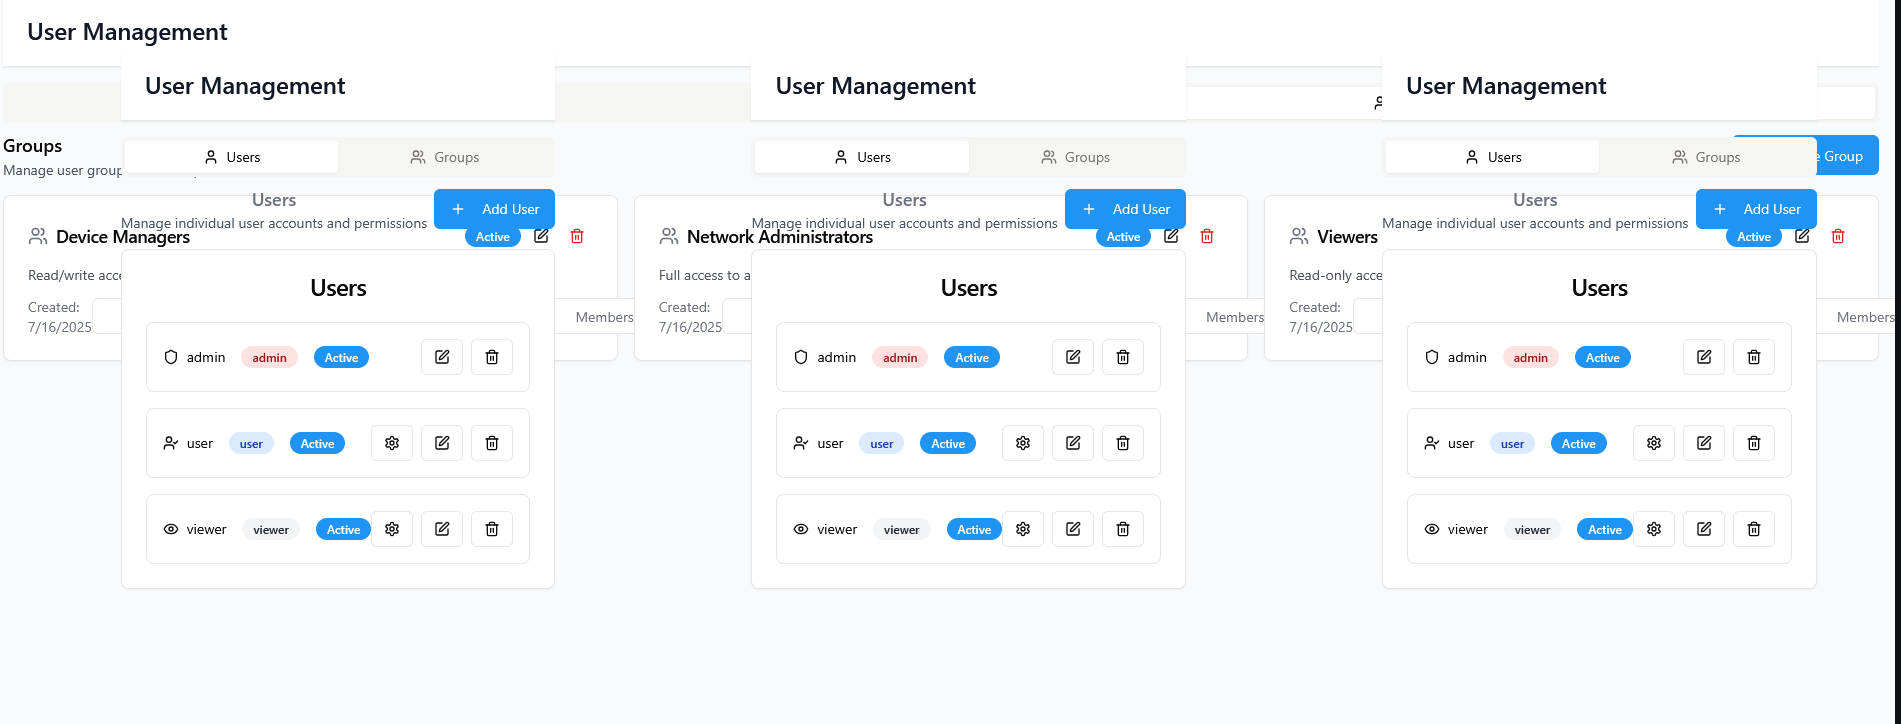 User Management
User Management
User Management
User Management
Groups
Manage user group
Group
Users
Groups
Users
Groups
Users
Groups
Users
Add User
Users
Add User
Users
Add User
Manage individual user accounts and permissions
Manage individual user accounts and permissions
Manage individual user accounts and permissions
Device Managers
Active
Network Administrators
Active
Viewers
Active
Read/write acce
Full access to a
Read-only acce
Users
Users
Users
Created:
7/16/2025
Members
Created:
7/16/2025
Members
Created:
7/16/2025
Members
admin
admin
Active
admin
admin
Active
admin
admin
Active
user
user
Active
user
user
Active
user
user
Active
viewer
viewer
Active
viewer
viewer
Active
viewer
viewer
Active